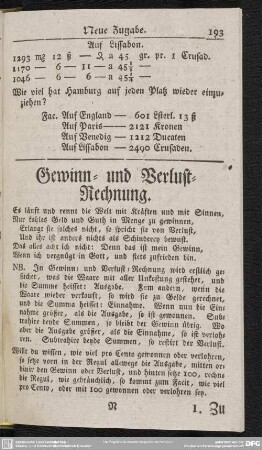 Neue Zugabe. 193
Auf Lissabon.
1293 mƺ 12 ß — ♀ a 45 gr. pr. 1 Crusad.
1170 — 6 — 11 — a 45½ —
1046 — 6 — 6 — a 45¼ —
Wie viel hat Hamburg auf jeden Platz wieder einzu-
ziehen?
Fac. Auf England — 601 Lsterl. 13 ß
Auf Paris — 2121 Kronen
Auf Venedig — 1212 Ducaten
Auf Lissabon — 2490 Crusaden.
Gewinn- und Verlust-
Rechnung.
Es läuft und rennt die Welt mit Kräften und mit Sinnen,
Nur suchet Geld und Guth in Menge zu gewinnen,
Erlangt sie solches nicht, so spricht sie von Verlust,
Und ihr ist anders nichts als Schinderey bewust.
Das alles acht ich nicht: Denn das ist mein Gewinn,
Wenn ich vergnügt in Gott, und stets zufrieden bin.
NB. In Gewinn- und Verlust-Rechnung wird erstlich ge-
sichet, was die Waare mit aller Unkostung gestehet, und
die Summe heisset: Ausgabe. Fern andern, wenn die
Waare wieder verkauft, so wird sie zu Gelde gerechnet,
und die Summe heisset: Einnahme. Wenn nun die Ein-
nahme größer, als die Ausgabe, so ist gewonnen. Sub-
trahire beyde Summen, so bleibt der Gewinn übrig. Wo
aber die Ausgabe größer, als die Einnahme, so ist verloh-
ren. Subtrahire beyde Summen, so restirt der Verlust.
Wilt du wissen, wie viel pro Cento gewonnen oder verlohren,
so setze vorn in der Regul allewege die Ausgabe, mitten or-
dinir den Gewinn oder Verlust, und hinten setze 100, rechne
die Regul, wie gebräuchlich, so kommt zum Facit, wie viel
pro Cento, oder mit 100 gewonnen oder verlohren sey.
N 1. Zu